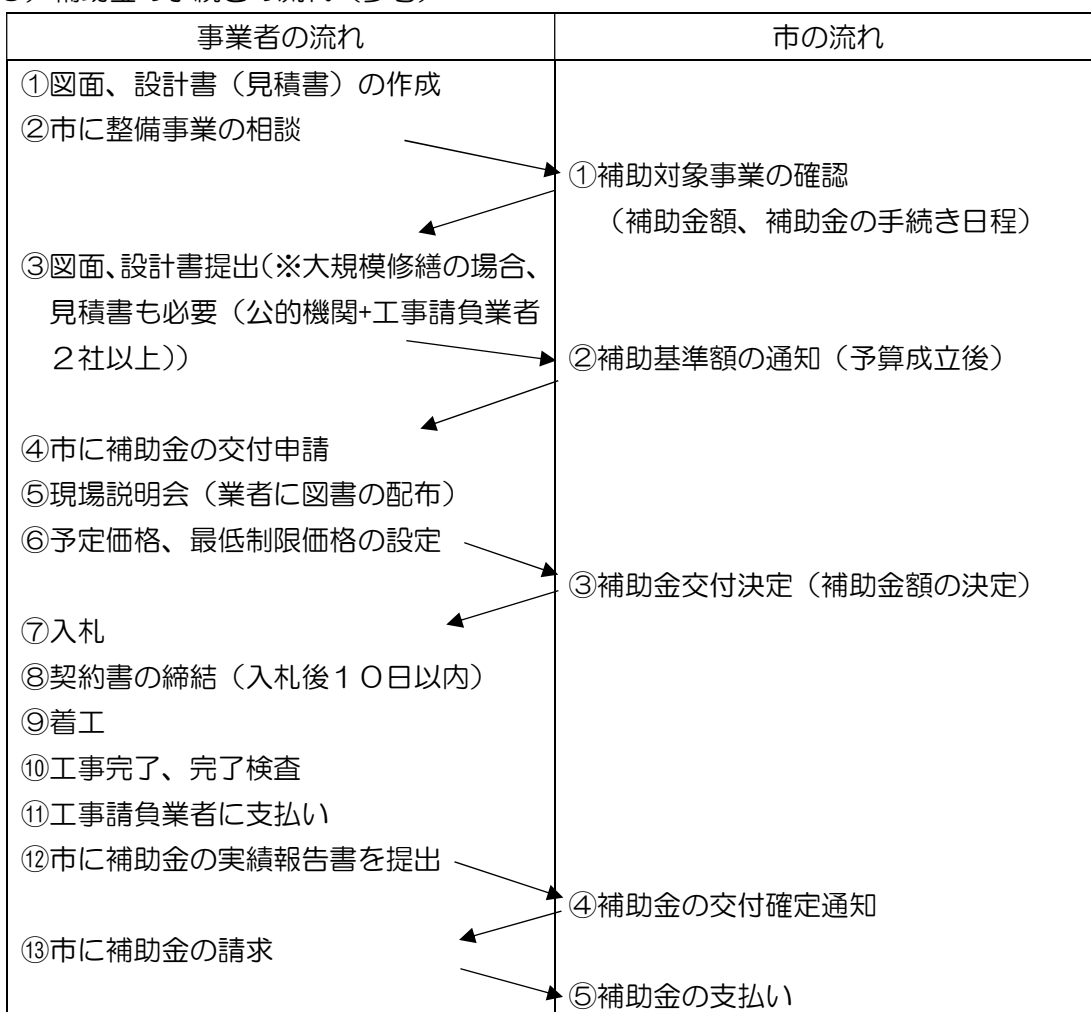 事業者の流れ
市の流れ
①図面、設計書（見積書）の作成
②市に整備事業の相談
①補助対象事業の確認
（補助金額、補助金の手続き日程）
③図面、設計書提出(※大規模修繕の場合、
見積書も必要（公的機関+工事請負業者
２社以上））
②補助基準額の通知（予算成立後）
④市に補助金の交付申請
⑤現場説明会（業者に図書の配布）
⑥予定価格、最低制限価格の設定
③補助金交付決定（補助金額の決定）
⑦入札
⑧契約書の締結（入札後１０日以内）
⑨着工
⑩工事完了、完了検査
⑪工事請負業者に支払い
⑫市に補助金の実績報告書を提出
④補助金の交付確定通知
⑬市に補助金の請求
⑤補助金の支払い